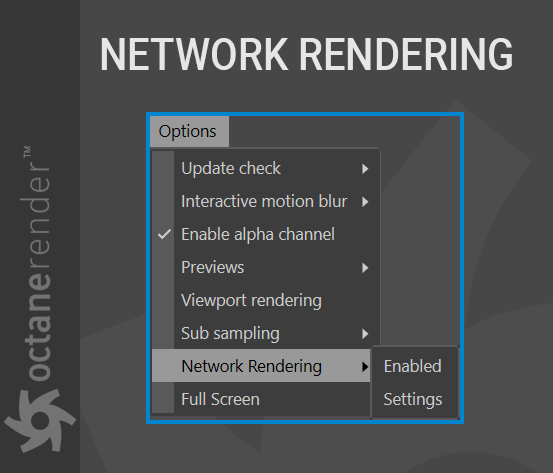 NETWORK RENDERING
Options
Update check
Interactive motion blur
Enable alpha channel
Previews
Viewport rendering
Sub sampling
Network Rendering
Enabled
Full Screen
Settings
octanerender™